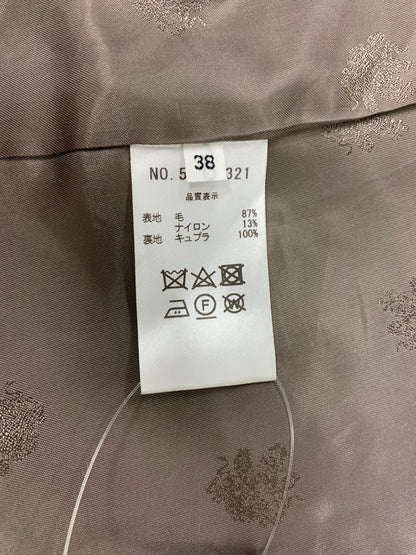 38
NO. 5 321
品質表示
表地 毛 87%
ナイロン 13%
裏地 キュプラ 100%
F W